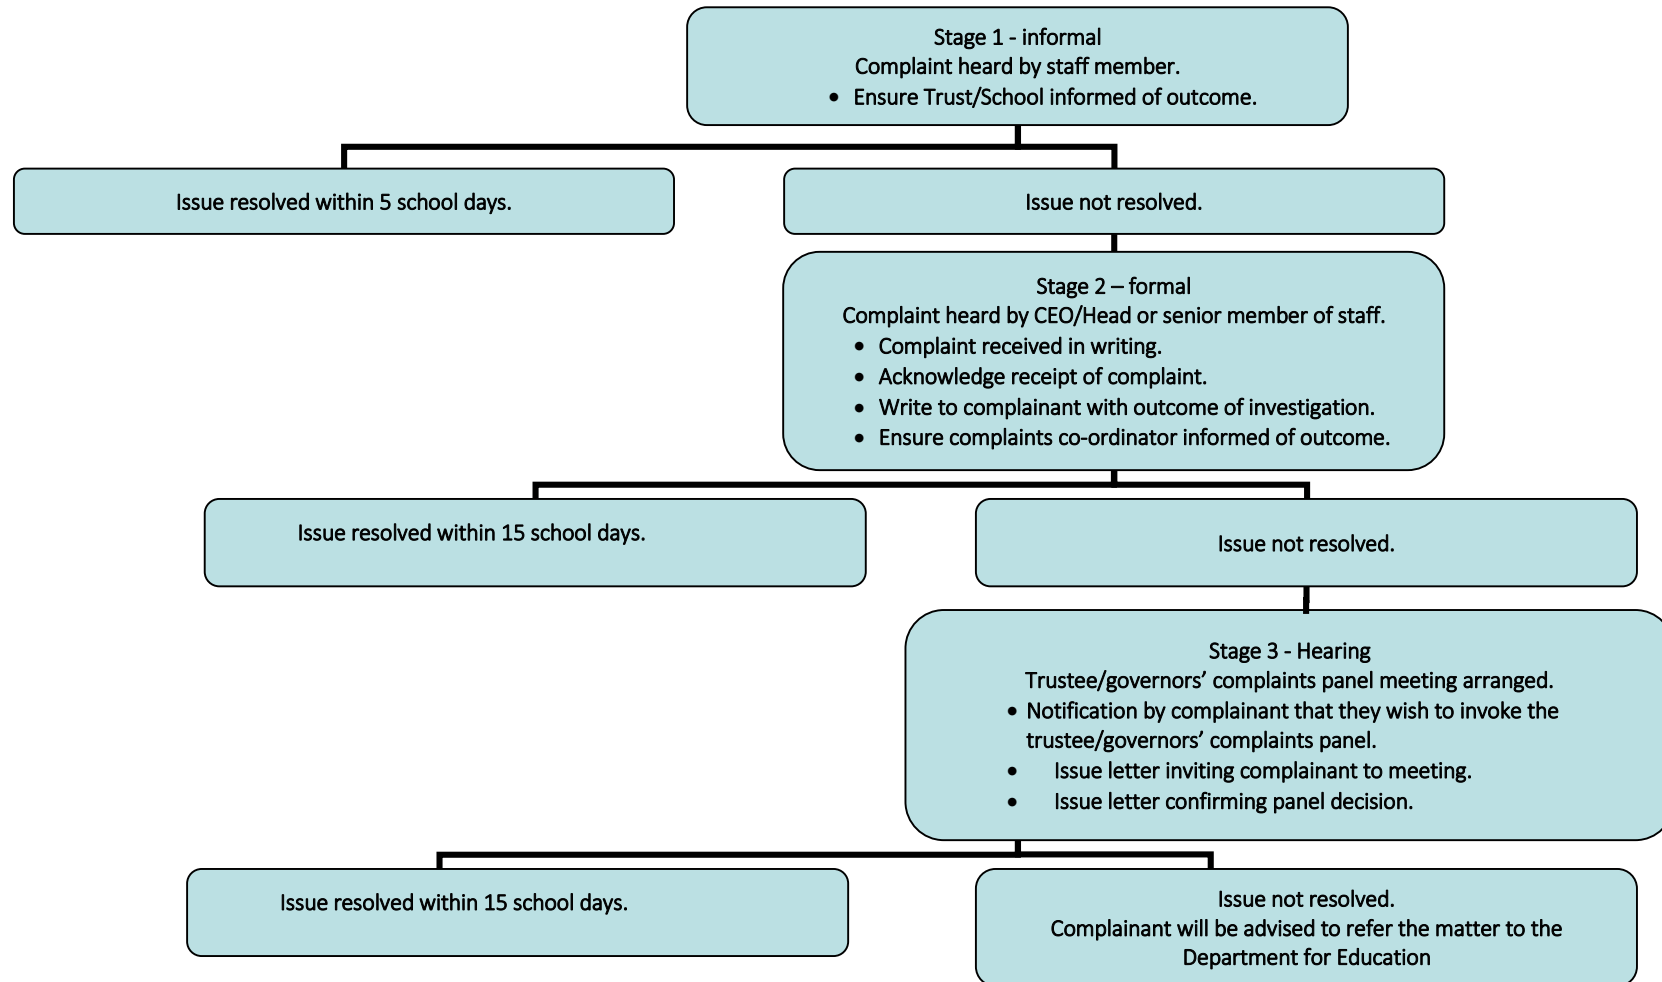 Stage 1 - informal
Complaint heard by staff member.
• Ensure Trust/School informed of outcome.
Issue resolved within 5 school days.
Issue not resolved.
Stage 2 – formal
Complaint heard by CEO/Head or senior member of staff.
• Complaint received in writing.
• Acknowledge receipt of complaint.
• Write to complainant with outcome of investigation.
• Ensure complaints co-ordinator informed of outcome.
Issue resolved within 15 school days.
Issue not resolved.
Stage 3 - Hearing
Trustee/governors’ complaints panel meeting arranged.
• Notification by complainant that they wish to invoke the
trustee/governors’ complaints panel.
• Issue letter inviting complainant to meeting.
• Issue letter confirming panel decision.
Issue resolved within 15 school days.
Issue not resolved.
Complainant will be advised to refer the matter to the
Department for Education